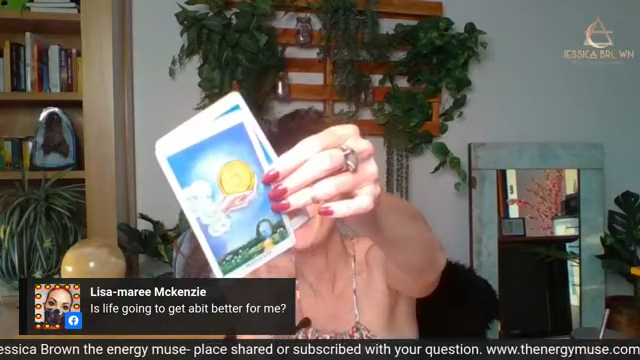 JESSICA BROWN
Lisa-maree Mckenzie
Is life going to get abit better for me?
essica Brown the energy muse- place shared or subscribed with your question. www.thenergymuse.com